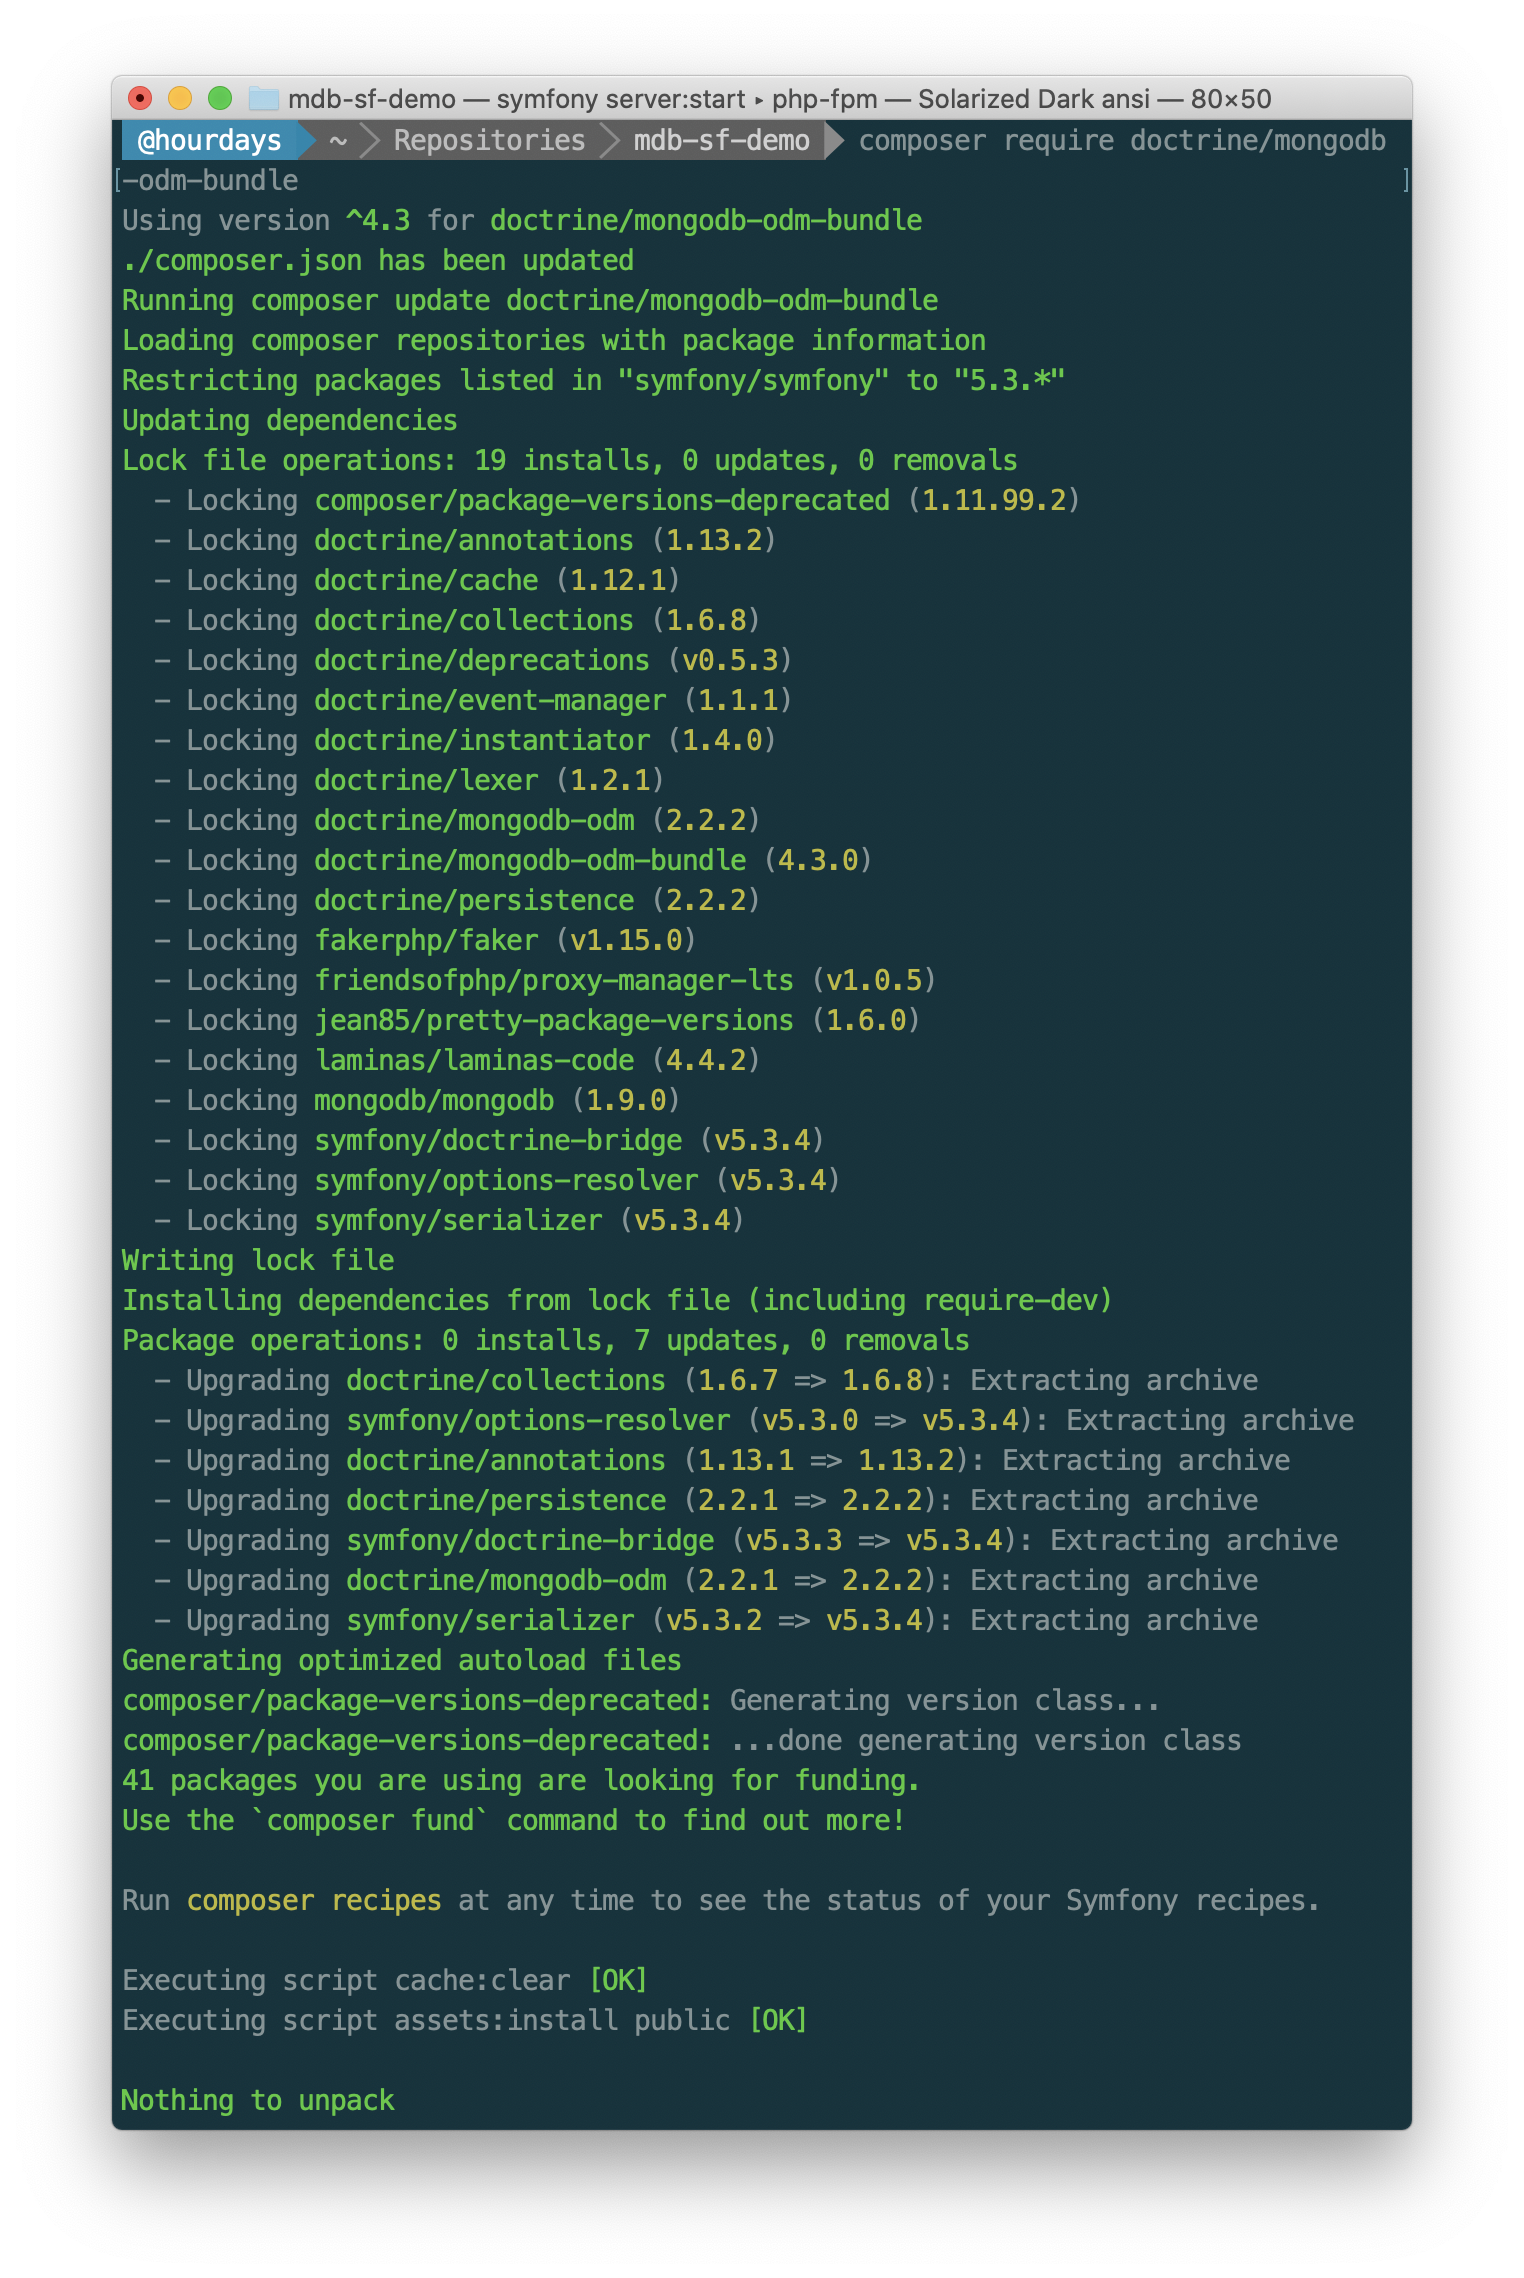 mdb-sf-demo — symfony server:start ▸ php-fpm — Solarized Dark ansi — 80×50
@hourdays ~ Repositories mdb-sf-demo composer require doctrine/mongodb
[-odm-bundle ]
Using version ^4.3 for doctrine/mongodb-odm-bundle
./composer.json has been updated
Running composer update doctrine/mongodb-odm-bundle
Loading composer repositories with package information
Restricting packages listed in "symfony/symfony" to "5.3.*"
Updating dependencies
Lock file operations: 19 installs, 0 updates, 0 removals
  - Locking composer/package-versions-deprecated (1.11.99.2)
  - Locking doctrine/annotations (1.13.2)
  - Locking doctrine/cache (1.12.1)
  - Locking doctrine/collections (1.6.8)
  - Locking doctrine/deprecations (v0.5.3)
  - Locking doctrine/event-manager (1.1.1)
  - Locking doctrine/instantiator (1.4.0)
  - Locking doctrine/lexer (1.2.1)
  - Locking doctrine/mongodb-odm (2.2.2)
  - Locking doctrine/mongodb-odm-bundle (4.3.0)
  - Locking doctrine/persistence (2.2.2)
  - Locking fakerphp/faker (v1.15.0)
  - Locking friendsofphp/proxy-manager-lts (v1.0.5)
  - Locking jean85/pretty-package-versions (1.6.0)
  - Locking laminas/laminas-code (4.4.2)
  - Locking mongodb/mongodb (1.9.0)
  - Locking symfony/doctrine-bridge (v5.3.4)
  - Locking symfony/options-resolver (v5.3.4)
  - Locking symfony/serializer (v5.3.4)
Writing lock file
Installing dependencies from lock file (including require-dev)
Package operations: 0 installs, 7 updates, 0 removals
  - Upgrading doctrine/collections (1.6.7 => 1.6.8): Extracting archive
  - Upgrading symfony/options-resolver (v5.3.0 => v5.3.4): Extracting archive
  - Upgrading doctrine/annotations (1.13.1 => 1.13.2): Extracting archive
  - Upgrading doctrine/persistence (2.2.1 => 2.2.2): Extracting archive
  - Upgrading symfony/doctrine-bridge (v5.3.3 => v5.3.4): Extracting archive
  - Upgrading doctrine/mongodb-odm (2.2.1 => 2.2.2): Extracting archive
  - Upgrading symfony/serializer (v5.3.2 => v5.3.4): Extracting archive
Generating optimized autoload files
composer/package-versions-deprecated: Generating version class...
composer/package-versions-deprecated: ...done generating version class
41 packages you are using are looking for funding.
Use the `composer fund` command to find out more!
Run composer recipes at any time to see the status of your Symfony recipes.
Executing script cache:clear [OK]
Executing script assets:install public [OK]
Nothing to unpack